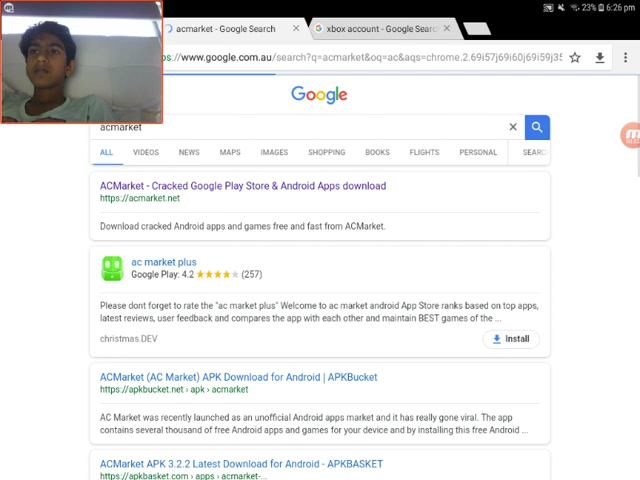 23% 6:26 pm
acmarket - Google Search
xbox account - Google Searc
ps://www.google.com.au/search?q=acmarket&oq=ac&aqs=chrome.2.69i57j69i60j69i59j35
Google
acmarket
ALL VIDEOS NEWS MAPS IMAGES SHOPPING BOOKS FLIGHTS PERSONAL SEARC
ACMarket - Cracked Google Play Store & Android Apps download
https://acmarket.net
Download cracked Android apps and games free and fast from ACMarket.
ac market plus
Google Play: 4.2 ★★★★★ (257)
Please dont forget to rate the "ac market plus" Welcome to ac market android App Store ranks based on top apps,
latest reviews, user feedback and compares the app with each other and maintain BEST games of the ...
christmas.DEV
Install
ACMarket (AC Market) APK Download for Android | APKBucket
https://apkbucket.net › apk › acmarket
AC Market was recently launched as an unofficial Android apps market and it has really gone viral. The app
contains several thousand of free Android apps and games for your device and by installing this free Android ...
ACMarket APK 3.2.2 Latest Download for Android - APKBASKET
https://apkbasket.com › apps › acmarket-...